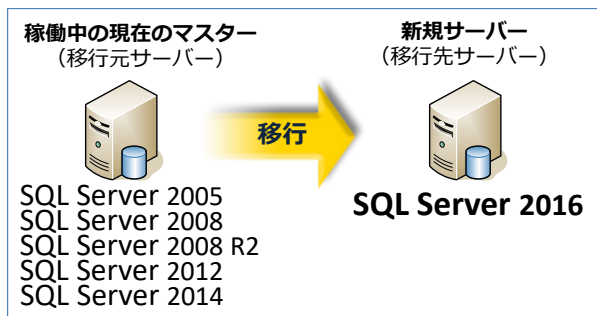 稼働中の現在のマスター
（移行元サーバー）
SQL Server 2005
SQL Server 2008
SQL Server 2008 R2
SQL Server 2012
SQL Server 2014
移行
新規サーバー
（移行先サーバー）
SQL Server 2016